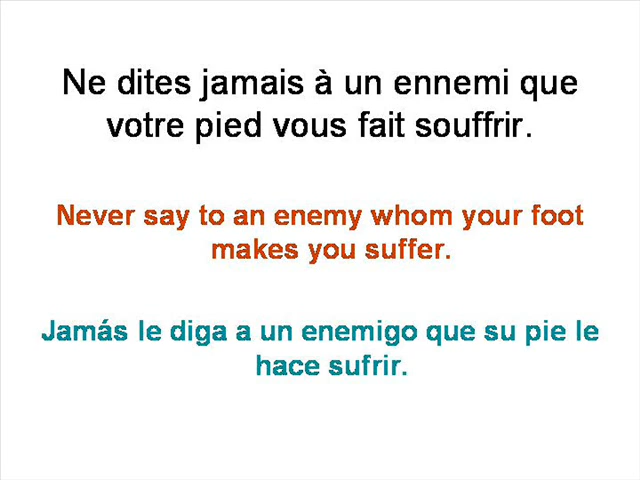 Ne dites jamais à un ennemi que
votre pied vous fait souffrir.
Never say to an enemy whom your foot
makes you suffer.
Jamás le diga a un enemigo que su pie le
hace sufrir.